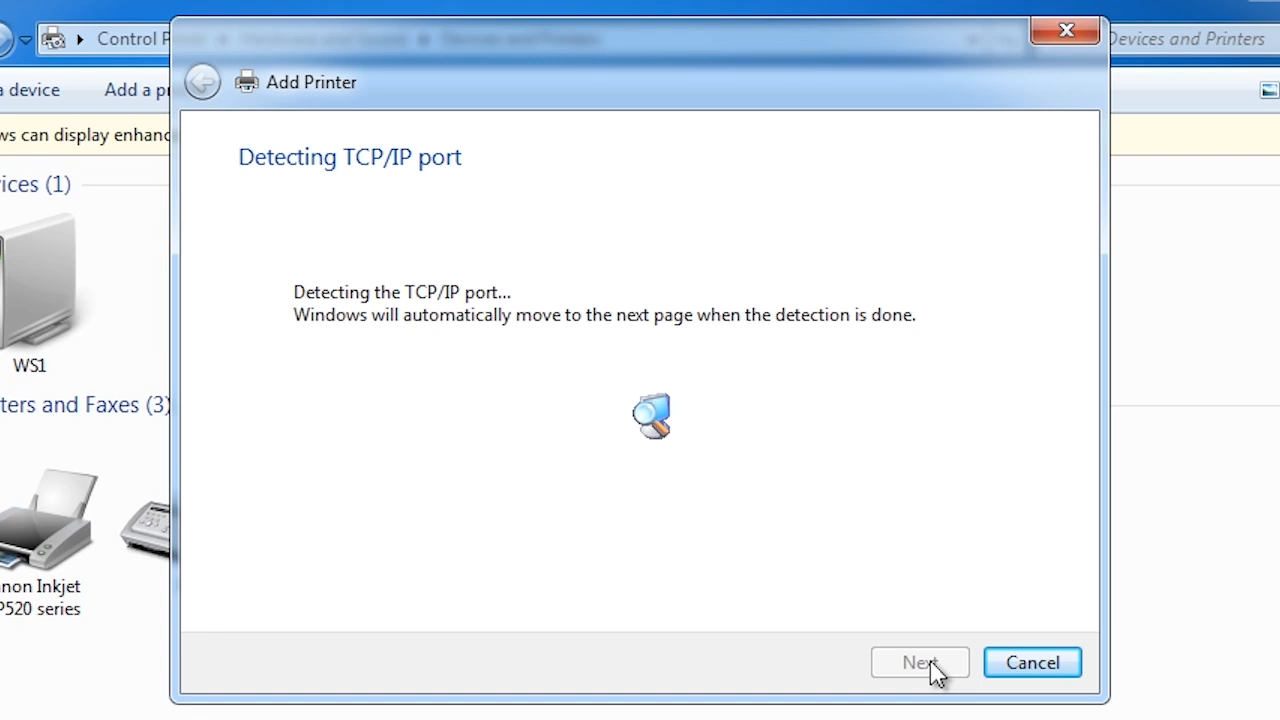 Control P
Devices and Printers
Add Printer
a device
Add a pr
ws can display enhanc
Detecting TCP/IP port
ices (1)
Detecting the TCP/IP port...
Windows will automatically move to the next page when the detection is done.
WS1
ters and Faxes (3)
non Inkjet
P520 series
Next
Cancel